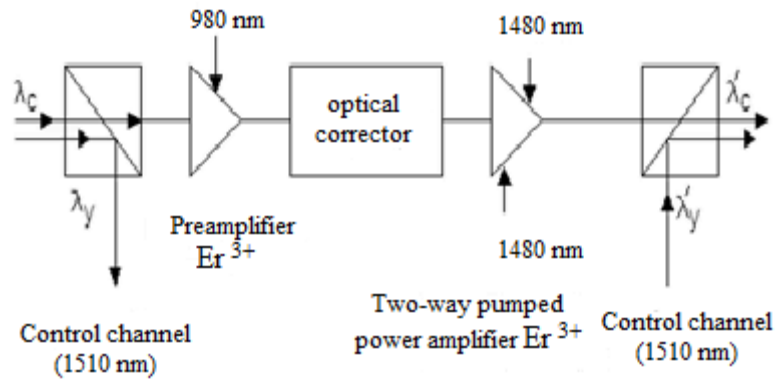 980 nm
1480 nm
λc
optical
corrector
λ'c
λy
λ'y
Preamplifier
Er 3+
1480 nm
Two-way pumped
power amplifier Er 3+
Control channel
(1510 nm)
Control channel
(1510 nm)